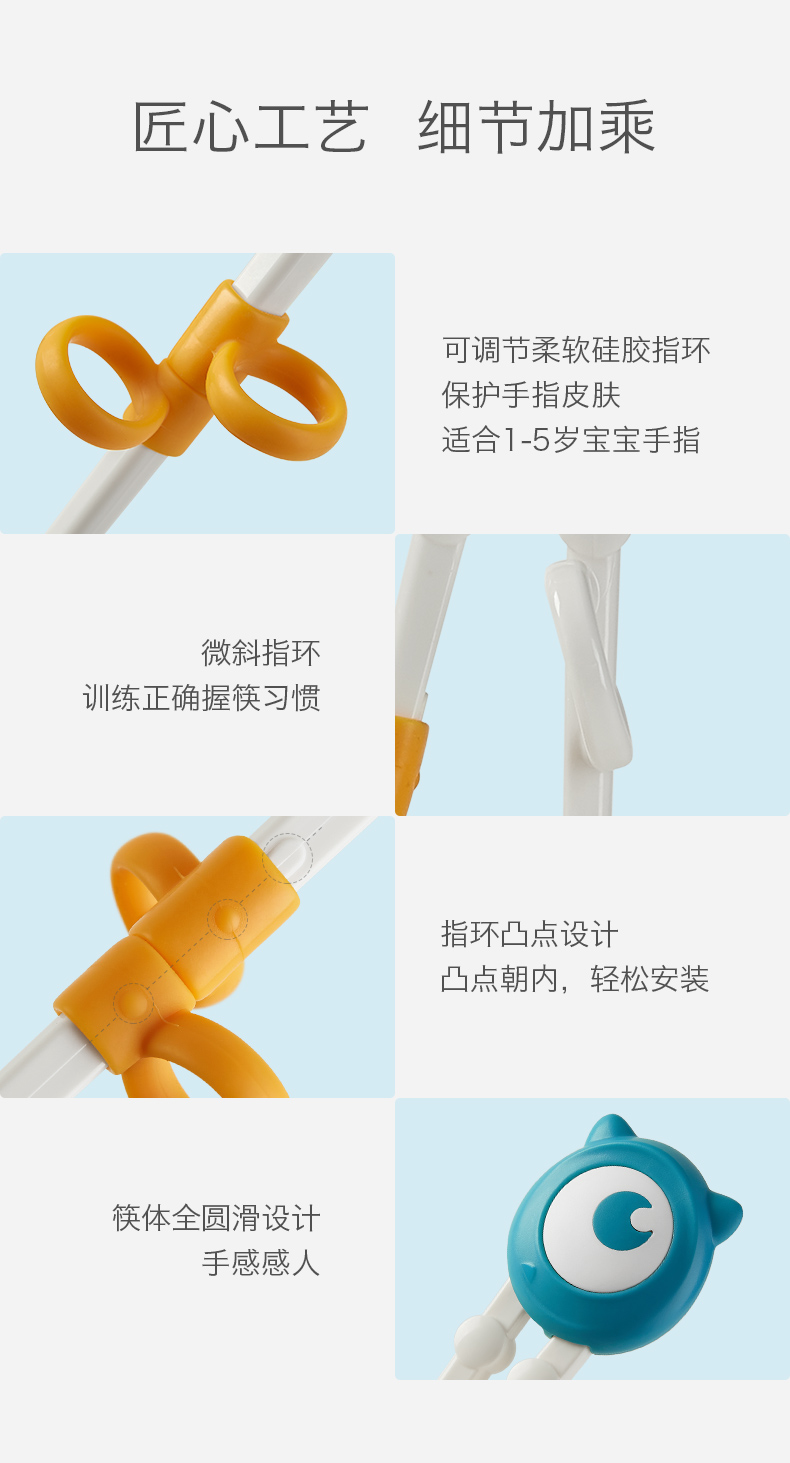 匠心工艺 细节加乘
可调节柔软硅胶指环
保护手指皮肤
适合1-5岁宝宝手指
微斜指环
训练正确握筷习惯
指环凸点设计
凸点朝内，轻松安装
筷体全圆滑设计
手感感人